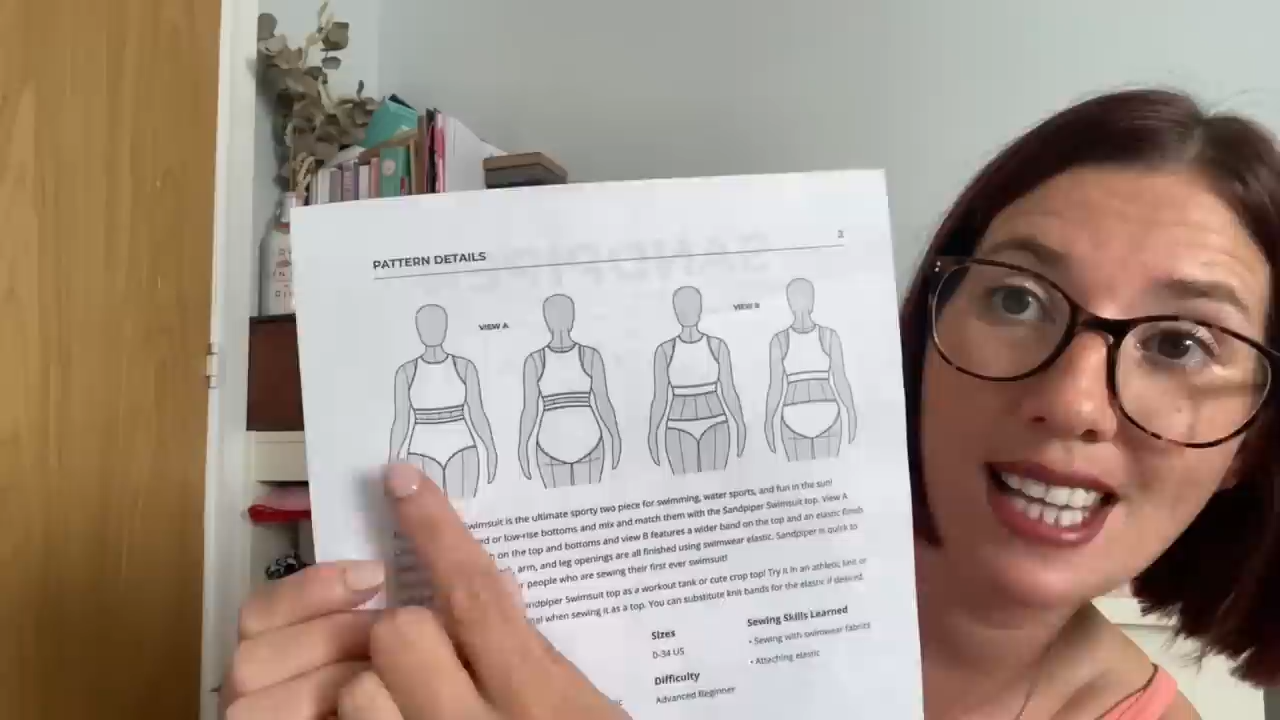 3
PATTERN DETAILS
VIEW A
VIEW B
Swimsuit is the ultimate sporty two piece for swimming, water sports, and fun in the sun!
or low-rise bottoms and mix and match them with the Sandpiper Swimsuit top. View A
on the top and bottoms and view B features a wider band on the top and an elastic finish
arm, and leg openings are all finished using swimwear elastic. Sandpiper is quick to
people who are sewing their first ever swimsuit!
Swimsuit top as a workout tank or cute crop top! Try it in an athletic knit or
when sewing it as a top. You can substitute knit bands for the elastic if desired.
Sizes
0-34 US
Difficulty
Advanced Beginner
Sewing Skills Learned
• Sewing with swimwear fabrics
• Attaching elastic